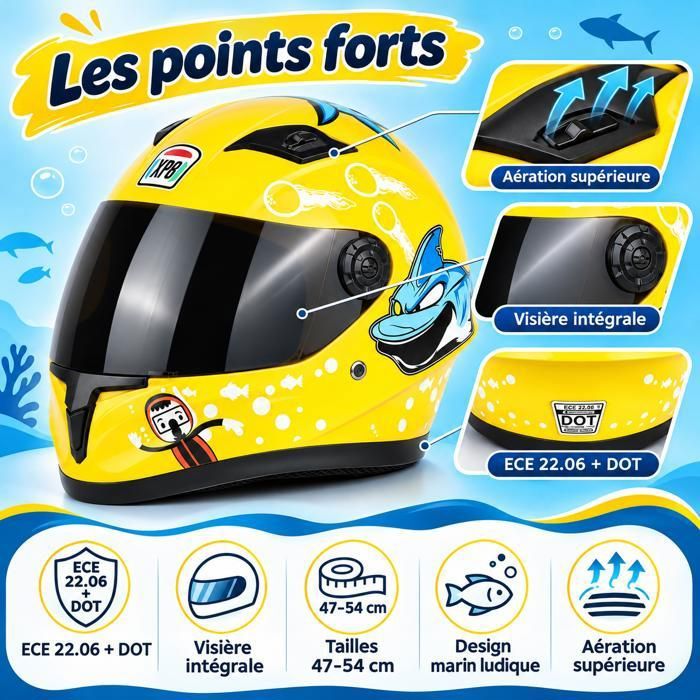 Les points forts
XPB
Aération supérieure
Visière intégrale
ECE 22.06
DOT
ECE 22.06 + DOT
ECE
22.06
+
DOT
ECE 22.06 + DOT
Visière
intégrale
47-54 cm
Tailles
47-54 cm
Design
marin ludique
Aération
supérieure